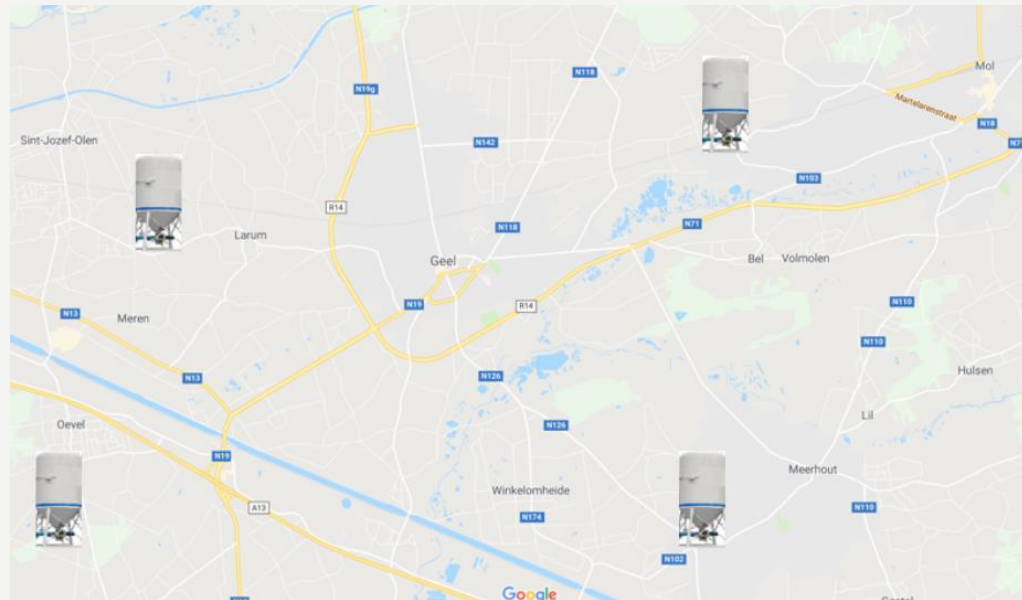 Mol
N118
N19g
Martelarenstraat
N18
Sint-Jozef-Olen
N142
N71
N103
R14
N118
N71
Larum
Geel
Bel
Volmolen
N19
R14
N110
N13
Meren
N110
N13
N126
Hulsen
Lil
Oevel
N126
N19
Meerhout
Winkelomheide
A13
N174
N110
N102
Google